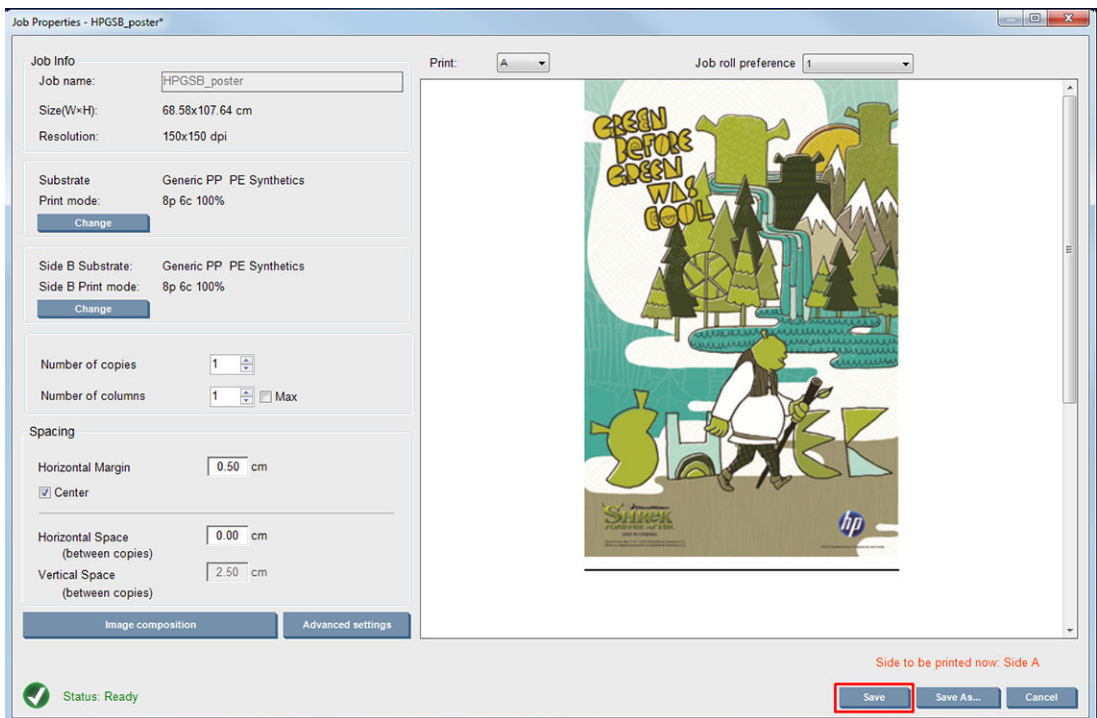 Job Properties - HPGSB_poster*
Job Info
Job name: HPGSB_poster
Size(W×H): 68.58x107.64 cm
Resolution: 150x150 dpi
Substrate Generic PP PE Synthetics
Print mode: 8p 6c 100%
Change
Side B Substrate: Generic PP PE Synthetics
Side B Print mode: 8p 6c 100%
Change
Number of copies 1
Number of columns 1 Max
Spacing
Horizontal Margin 0.50 cm
Center
Horizontal Space 0.00 cm
(between copies)
Vertical Space 2.50 cm
(between copies)
Image composition Advanced settings
Print: A Job roll preference 1
GREEN
BEFORE
GREEN
WAS
COOL
SHREK
DREAMWORKS
SHREK
FOREVER AFTER
hp
Side to be printed now: Side A
Status: Ready
Save Save As... Cancel